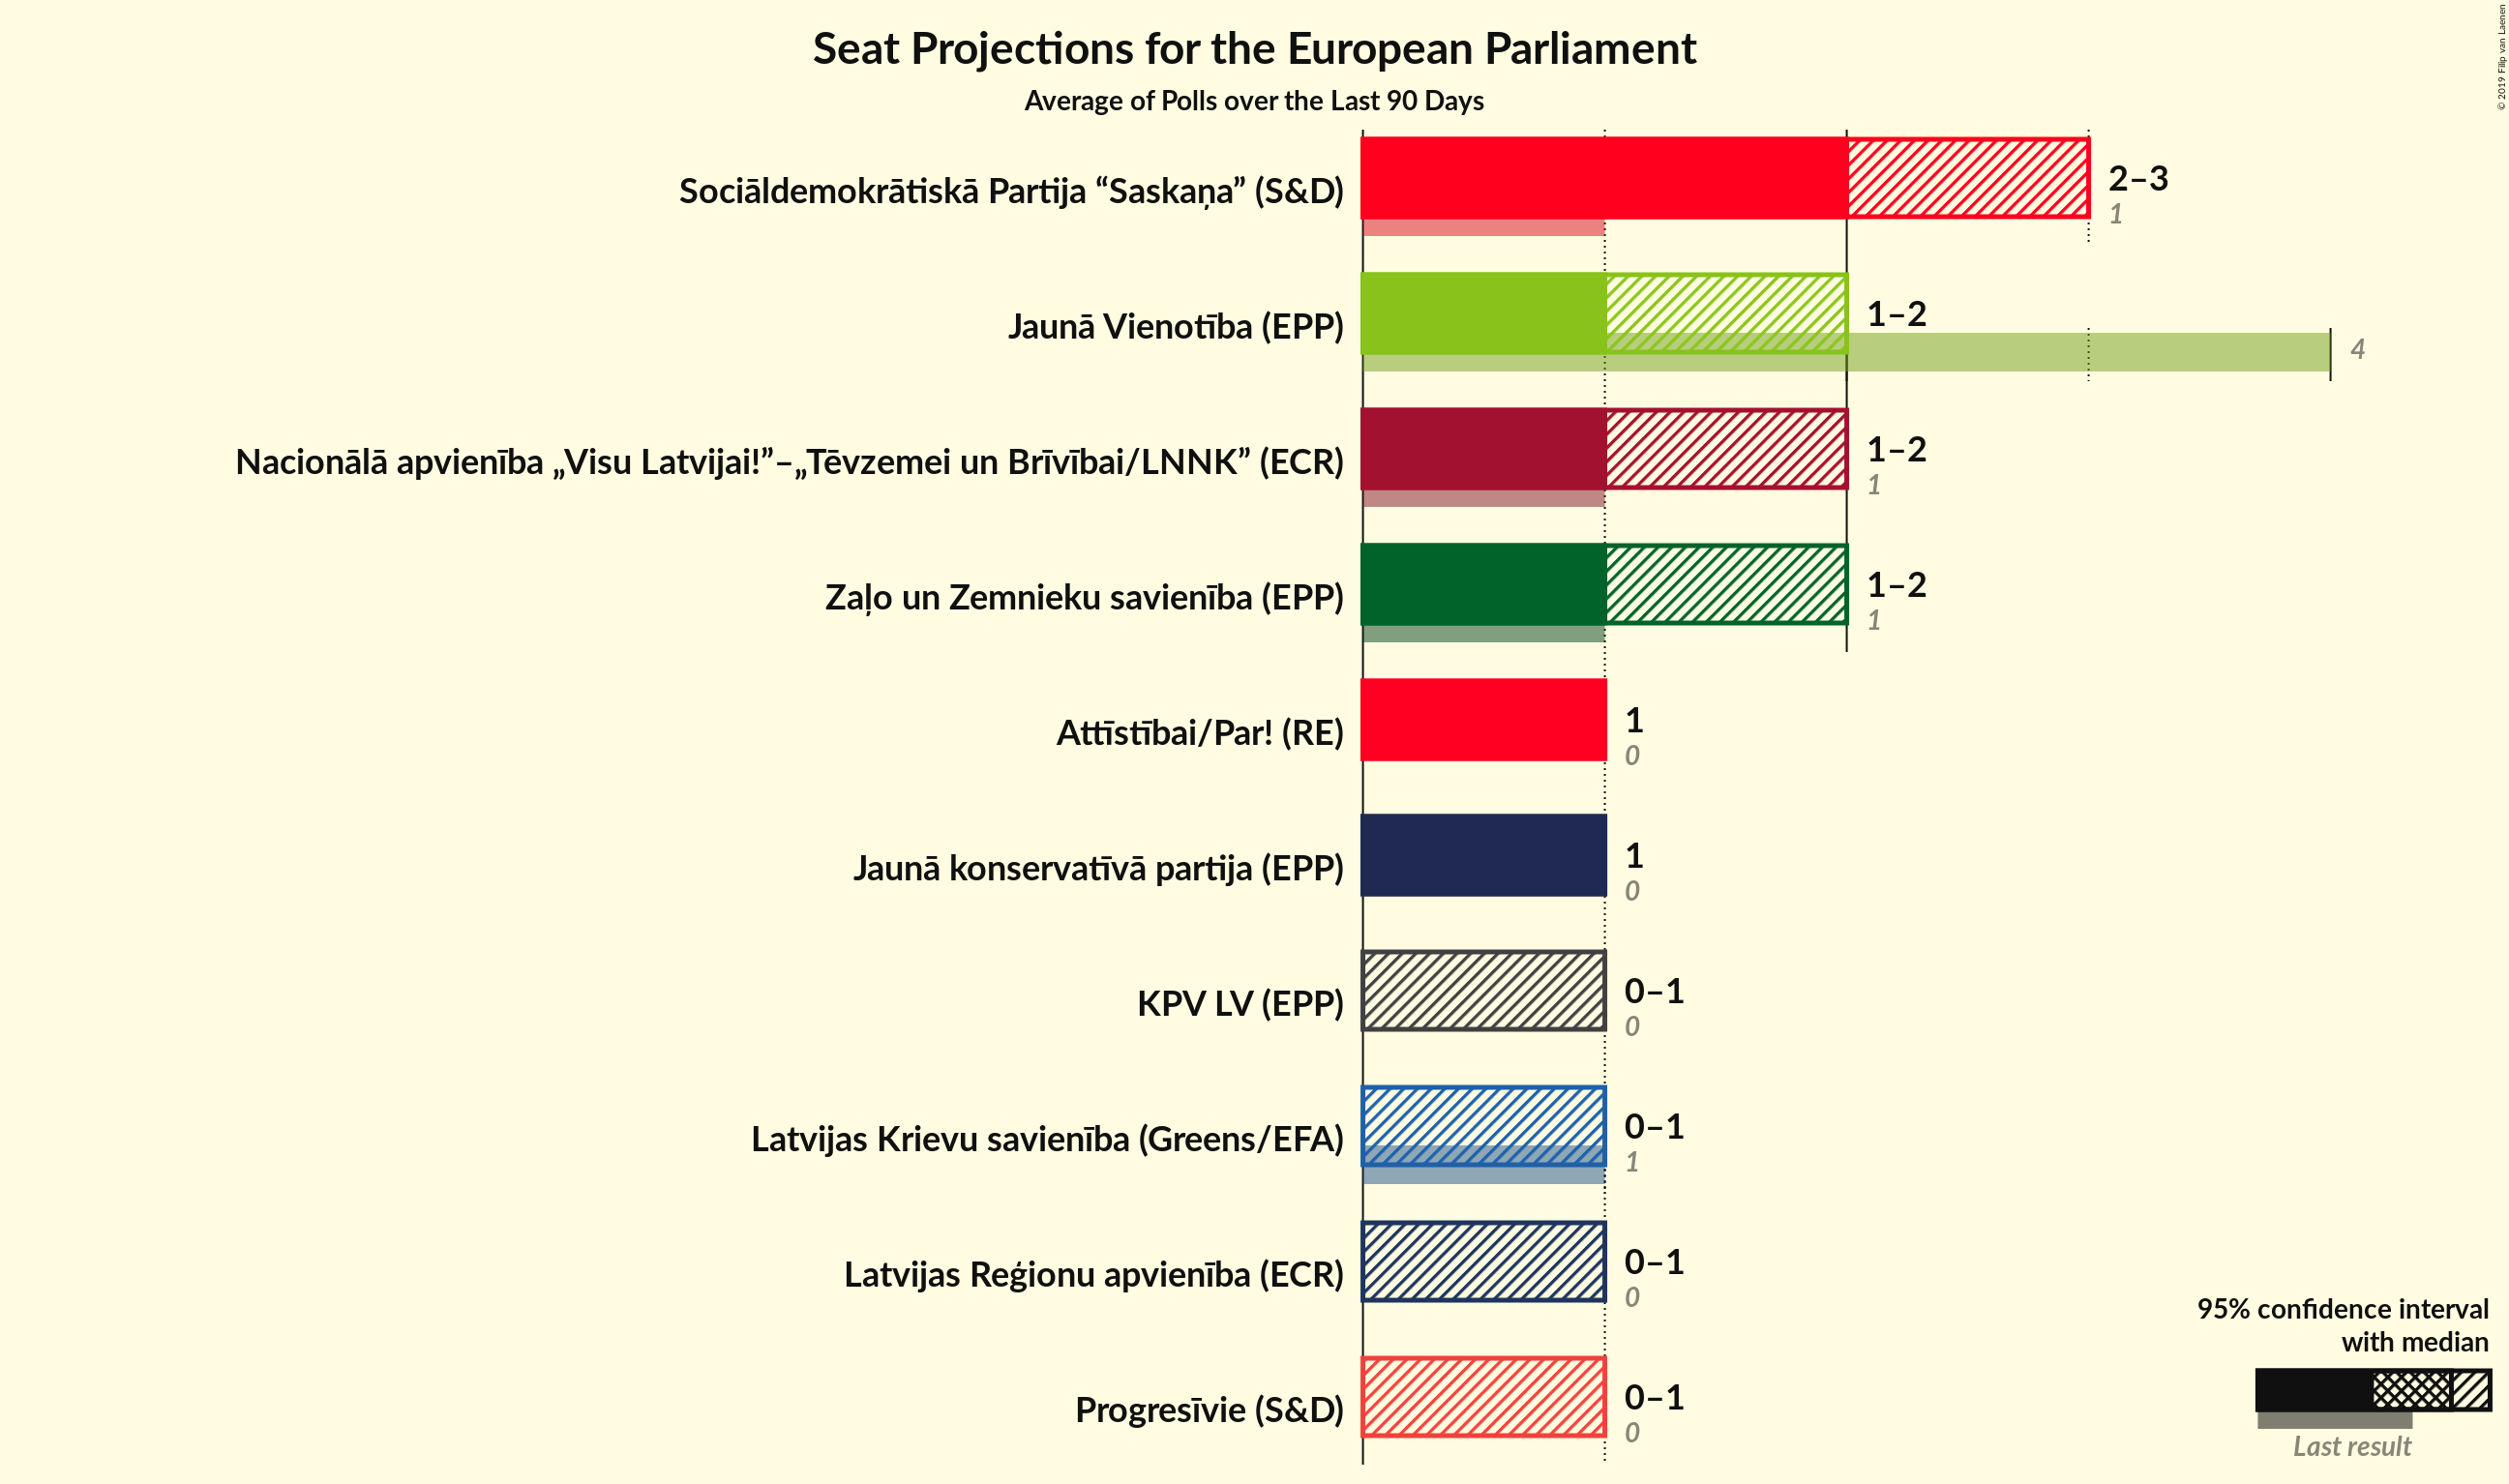 Seat Projections for the European Parliament
Average of Polls over the Last 90 Days
© 2019 Filip van Laenen
Sociāldemokrātiskā Partija “Saskaņa” (S&D)
2–3
1
Jaunā Vienotība (EPP)
1–2
4
Nacionālā apvienība „Visu Latvijai!”–„Tēvzemei un Brīvībai/LNNK” (ECR)
1–2
1
Zaļo un Zemnieku savienība (EPP)
1–2
1
Attīstībai/Par! (RE)
1
0
Jaunā konservatīvā partija (EPP)
1
0
KPV LV (EPP)
0–1
0
Latvijas Krievu savienība (Greens/EFA)
0–1
1
Latvijas Reģionu apvienība (ECR)
0–1
0
Progresīvie (S&D)
0–1
0
95% confidence interval
with median
Last result